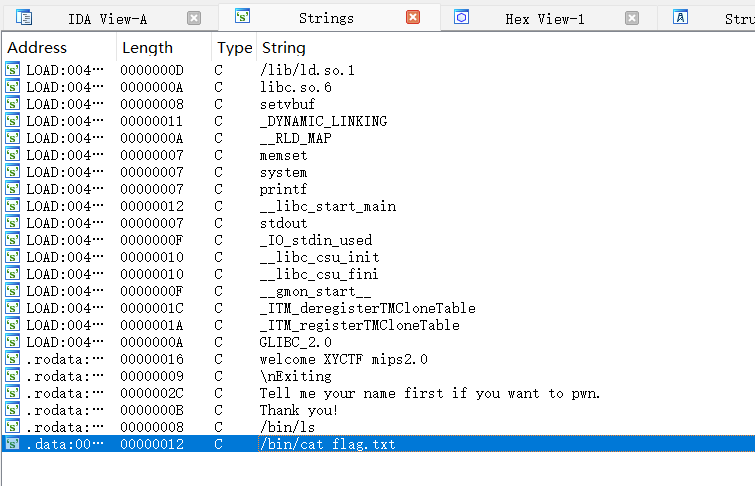 IDA View-A Strings Hex View-1 Stru
Address Length Type String
LOAD:004… 0000000D C /lib/ld.so.1
LOAD:004… 0000000A C libc.so.6
LOAD:004… 00000008 C setvbuf
LOAD:004… 00000011 C _DYNAMIC_LINKING
LOAD:004… 0000000A C __RLD_MAP
LOAD:004… 00000007 C memset
LOAD:004… 00000007 C system
LOAD:004… 00000007 C printf
LOAD:004… 00000012 C __libc_start_main
LOAD:004… 00000007 C stdout
LOAD:004… 0000000F C _IO_stdin_used
LOAD:004… 00000010 C __libc_csu_init
LOAD:004… 00000010 C __libc_csu_fini
LOAD:004… 0000000F C __gmon_start__
LOAD:004… 0000001C C _ITM_deregisterTMCloneTable
LOAD:004… 0000001A C _ITM_registerTMCloneTable
LOAD:004… 0000000A C GLIBC_2.0
.rodata:… 00000016 C welcome XYCTF mips2.0
.rodata:… 00000009 C \nExiting
.rodata:… 0000002C C Tell me your name first if you want to pwn.
.rodata:… 0000000B C Thank you!
.rodata:… 00000008 C /bin/ls
.data:00… 00000012 C /bin/cat flag.txt